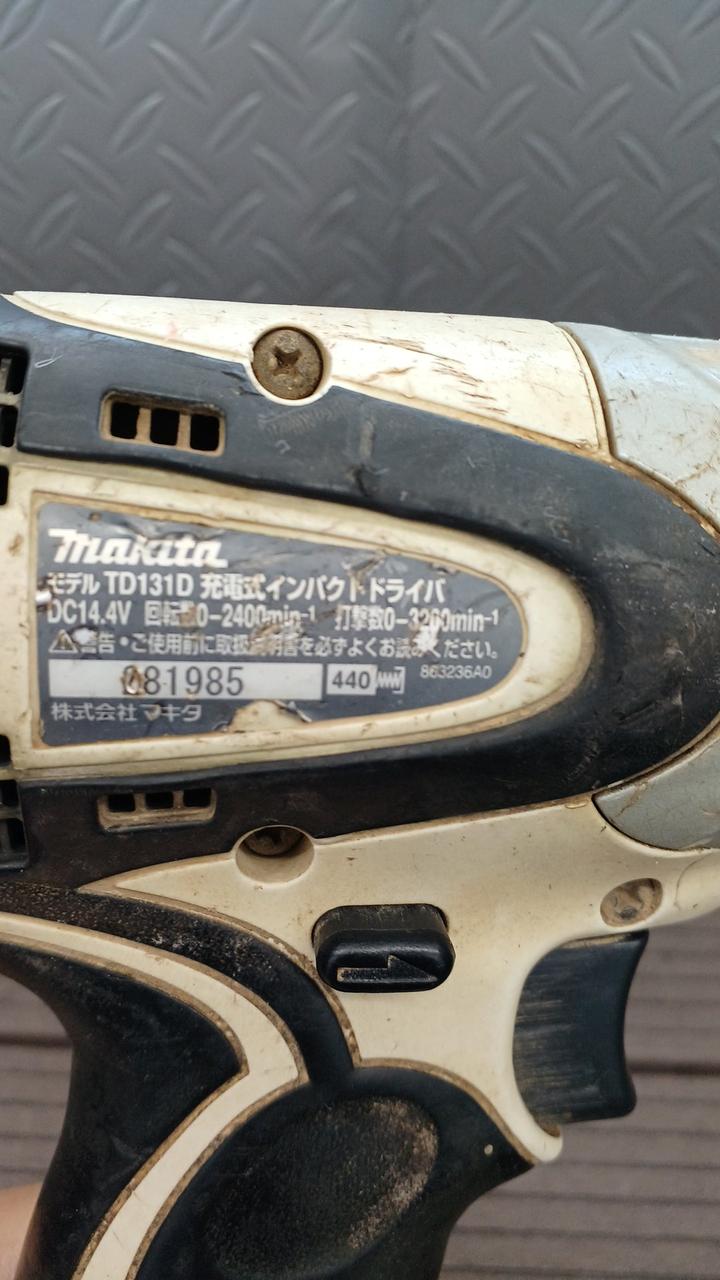 makita
モデル TD131D 充電式インパクトドライバ
DC14.4V 回転数0-2400min-1 打撃数0-3200min-1
警告・ご使用前に取扱説明書を必ずよくお読みください。
863236A0
81985 440
株式会社マキタ